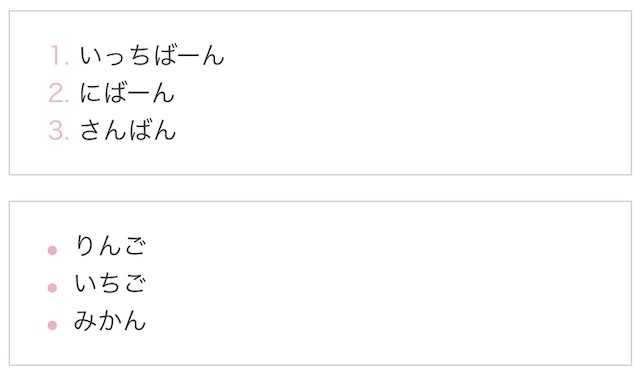 1. いっちばーん
2. にばーん
3. さんばん
• りんご
• いちご
• みかん